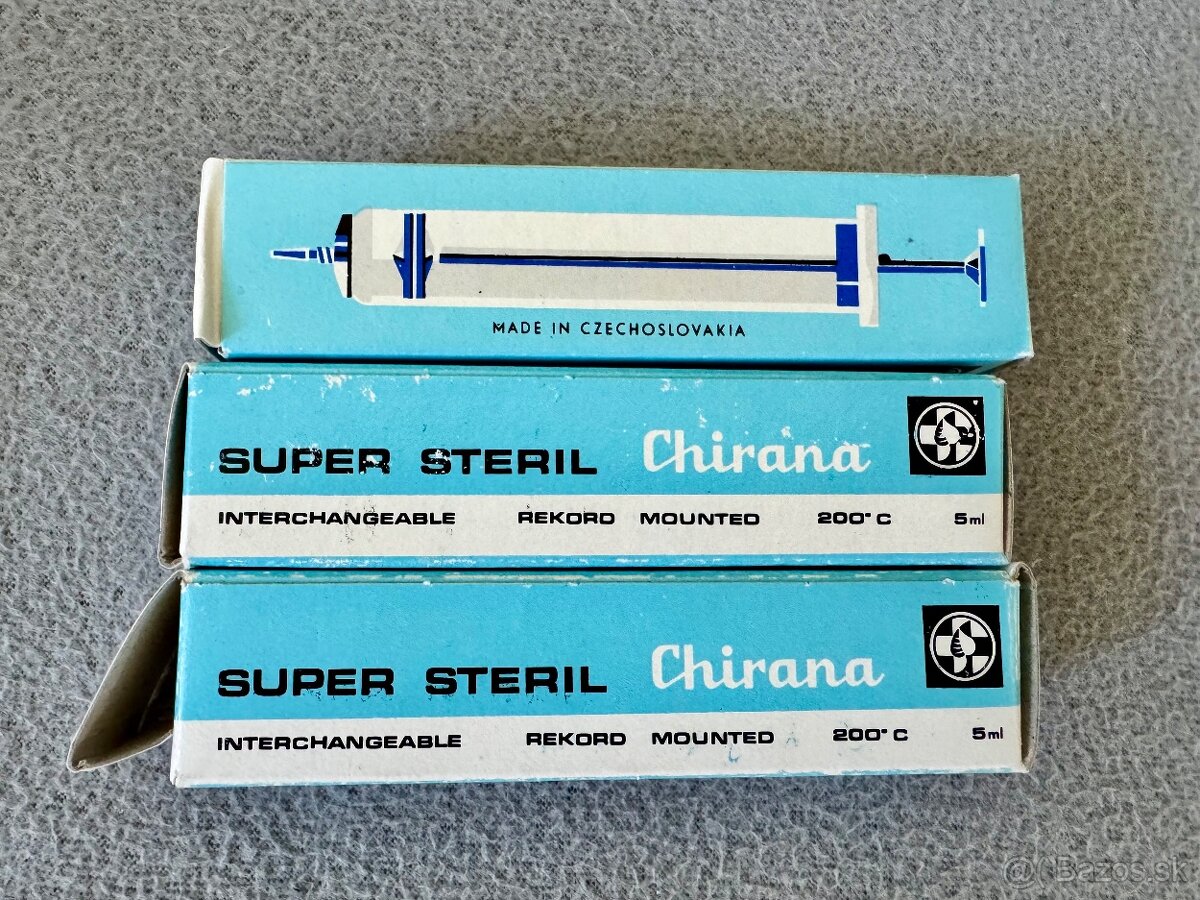 MADE IN CZECHOSLOVAKIA
SUPER STERIL Chirana
INTERCHANGEABLE REKORD MOUNTED 200° C 5ml
SUPER STERIL Chirana
INTERCHANGEABLE REKORD MOUNTED 200° C 5ml
@Bazos.sk